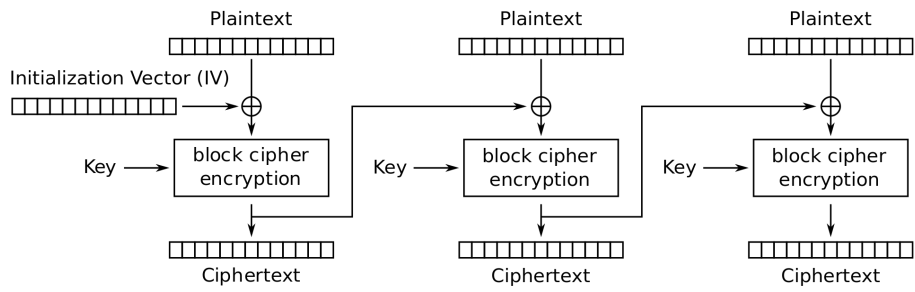 Plaintext
Plaintext
Plaintext
Initialization Vector (IV)
Key
block cipher
encryption
Key
block cipher
encryption
Key
block cipher
encryption
Ciphertext
Ciphertext
Ciphertext